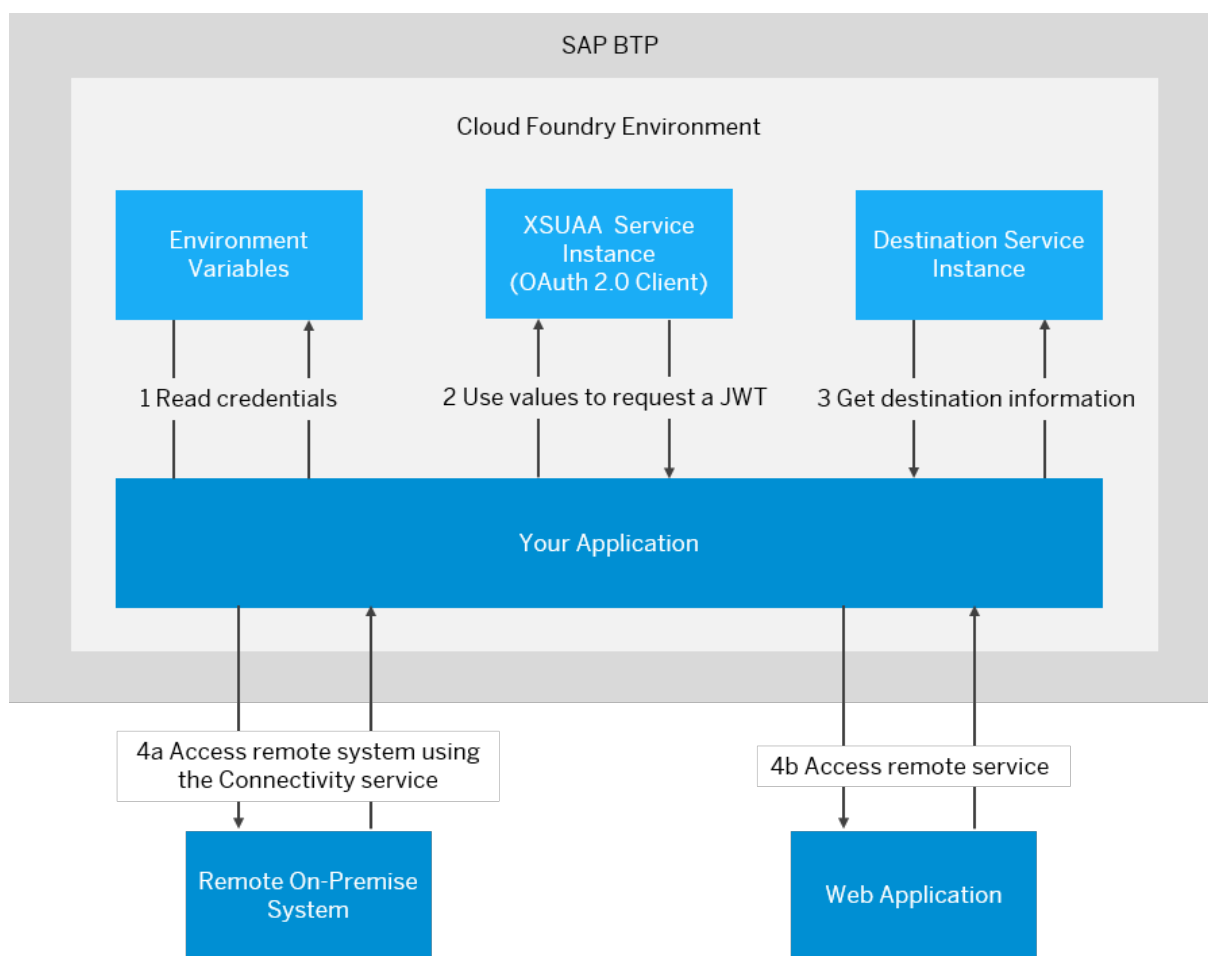 SAP BTP
Cloud Foundry Environment
Environment
Variables
XSUAA Service
Instance
(OAuth 2.0 Client)
Destination Service
Instance
1 Read credentials
2 Use values to request a JWT
3 Get destination information
Your Application
4a Access remote system using
the Connectivity service
4b Access remote service
Remote On-Premise
System
Web Application